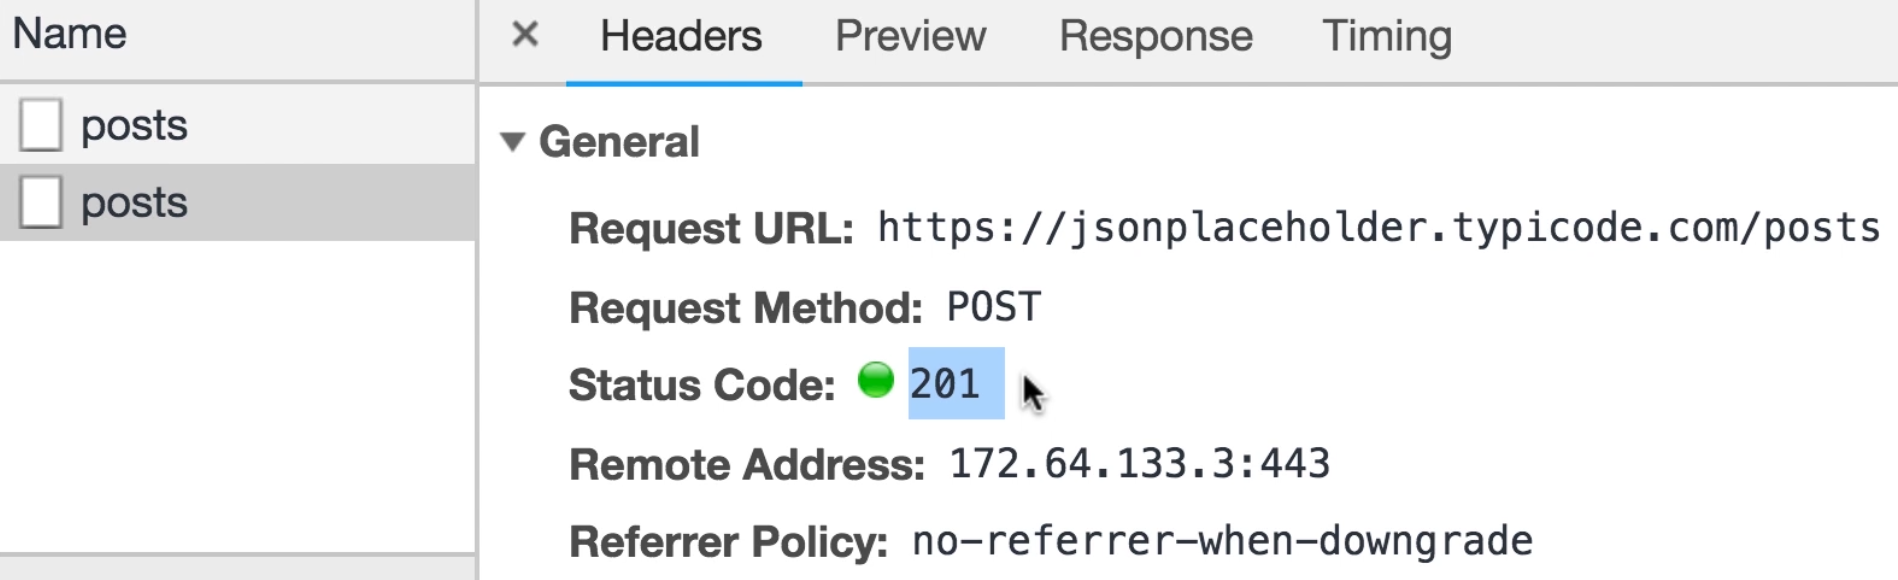 Name
posts
posts
× Headers Preview Response Timing
▼ General
Request URL: https://jsonplaceholder.typicode.com/posts
Request Method: POST
Status Code: 201
Remote Address: 172.64.133.3:443
Referrer Policy: no-referrer-when-downgrade